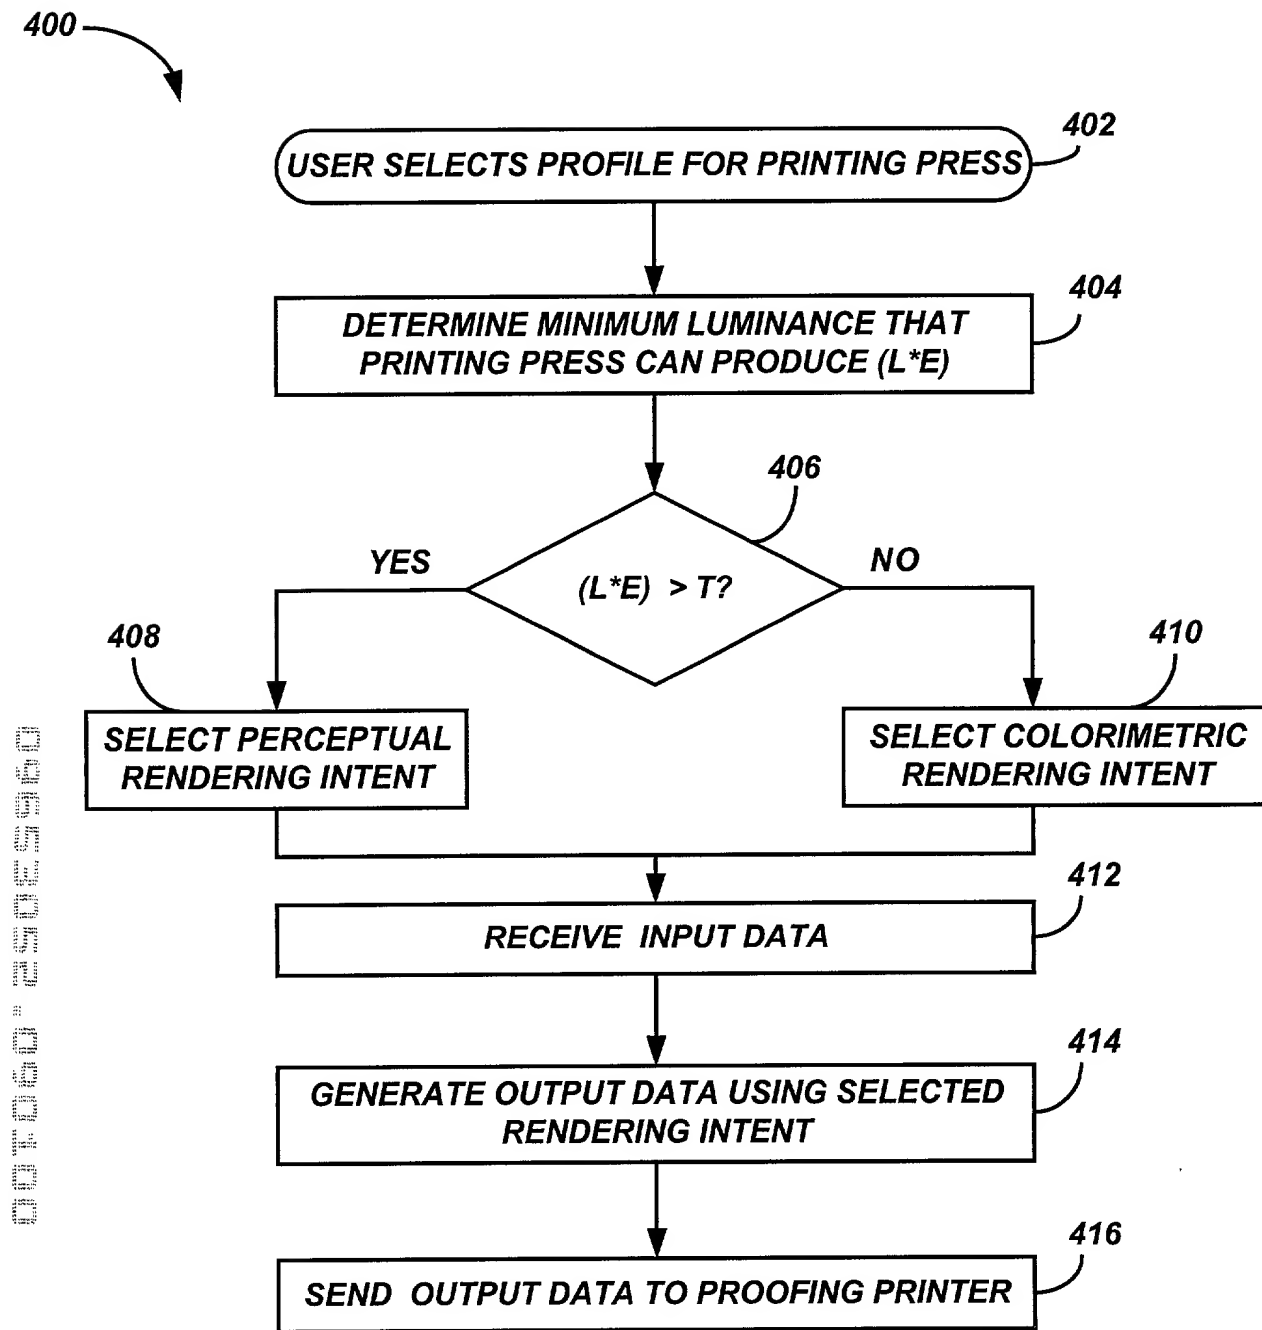 400
402
USER SELECTS PROFILE FOR PRINTING PRESS
404
DETERMINE MINIMUM LUMINANCE THAT
PRINTING PRESS CAN PRODUCE (L*E)
406
YES
(L*E) > T?
NO
408
410
SELECT PERCEPTUAL
RENDERING INTENT
SELECT COLORIMETRIC
RENDERING INTENT
412
RECEIVE INPUT DATA
414
GENERATE OUTPUT DATA USING SELECTED
RENDERING INTENT
416
SEND OUTPUT DATA TO PROOFING PRINTER
09653052.090100